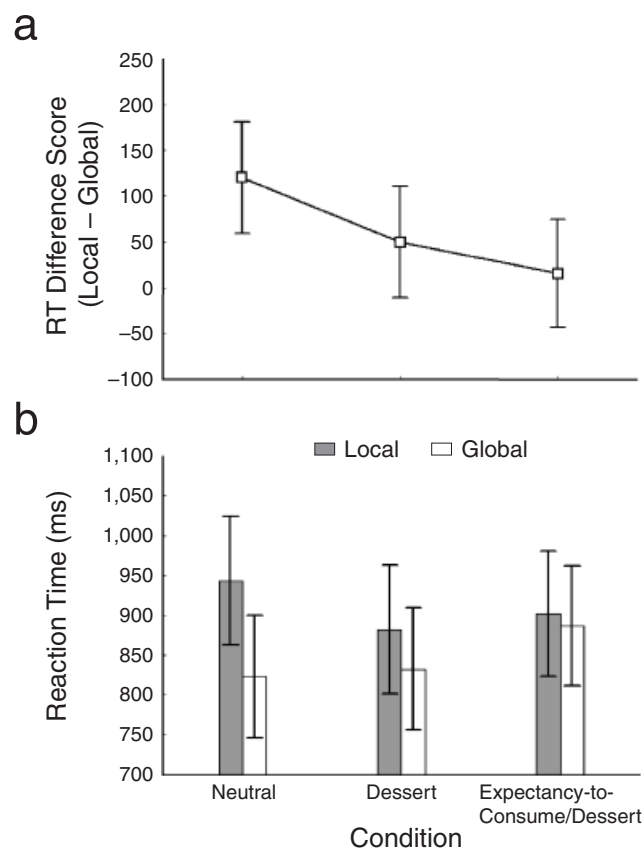 a
RT Difference Score
(Local – Global)
250
200
150
100
50
0
–50
–100
b
Local Global
Reaction Time (ms)
1,100
1,050
1,000
950
900
850
800
750
700
Neutral Dessert Expectancy-to-
Consume/Dessert
Condition